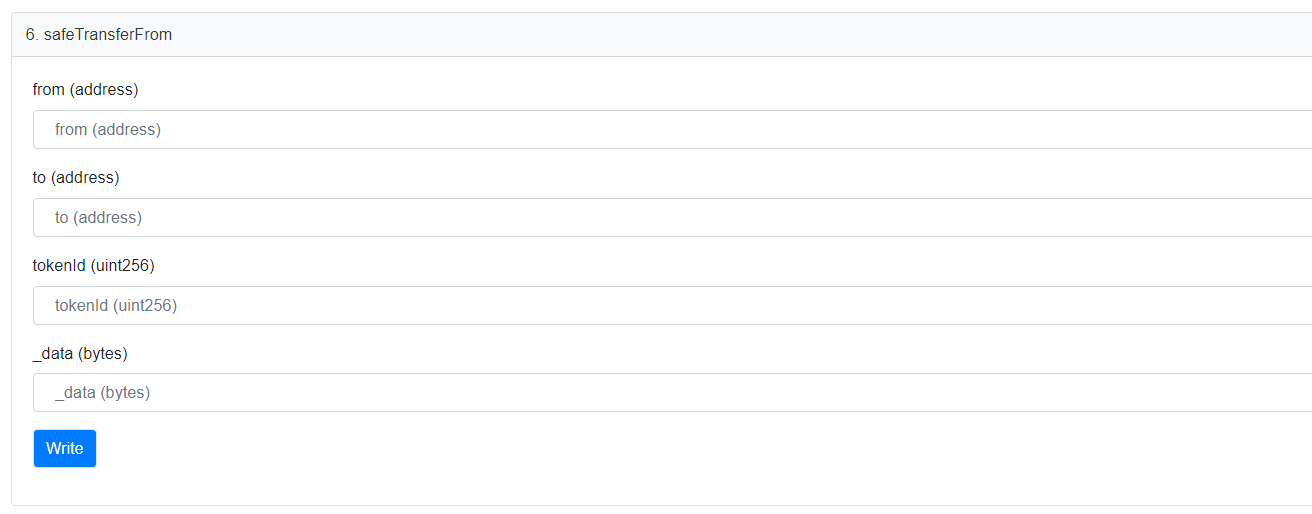 6. safeTransferFrom
from (address)
from (address)
to (address)
to (address)
tokenId (uint256)
tokenId (uint256)
_data (bytes)
_data (bytes)
Write